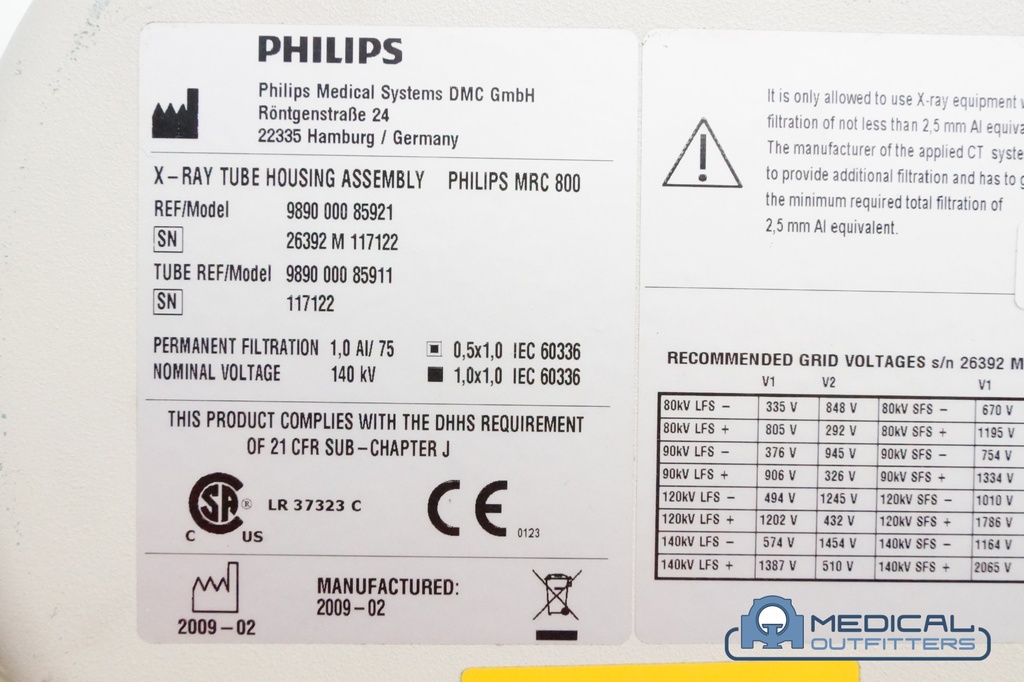 PHILIPS
Philips Medical Systems DMC GmbH
Röntgenstraße 24
22335 Hamburg / Germany
X-RAY TUBE HOUSING ASSEMBLY PHILIPS MRC 800
REF/Model 9890 000 85921
SN 26392 M 117122
TUBE REF/Model 9890 000 85911
SN 117122
PERMANENT FILTRATION 1,0 Al/ 75 0,5x1,0 IEC 60336
NOMINAL VOLTAGE 140 kV 1,0x1,0 IEC 60336
THIS PRODUCT COMPLIES WITH THE DHHS REQUIREMENT
OF 21 CFR SUB-CHAPTER J
CSA ® LR 37323 C
C US
CE 0123
MANUFACTURED:
2009-02
2009-02
It is only allowed to use X-ray equipment
filtration of not less than 2,5 mm Al
The manufacturer of the applied CT
to provide additional filtration and has to
the minimum required total filtration of
2,5 mm Al equivalent.
RECOMMENDED GRID VOLTAGES s/n 26392 M
V1 V2 V1
80kV LFS - 335 V 848 V 80kV SFS - 670 V
80kV LFS + 805 V 292 V 80kV SFS + 1195 V
90kV LFS - 376 V 945 V 90kV SFS - 754 V
90kV LFS + 906 V 326 V 90kV SFS + 1334 V
120kV LFS - 494 V 1245 V 120kV SFS - 1010 V
120kV LFS + 1202 V 432 V 120kV SFS + 1786 V
140kV LFS - 574 V 1454 V 140kV SFS - 1164 V
140kV LFS + 1387 V 510 V 140kV SFS + 2065 V
MEDICAL
OUTFITTERS